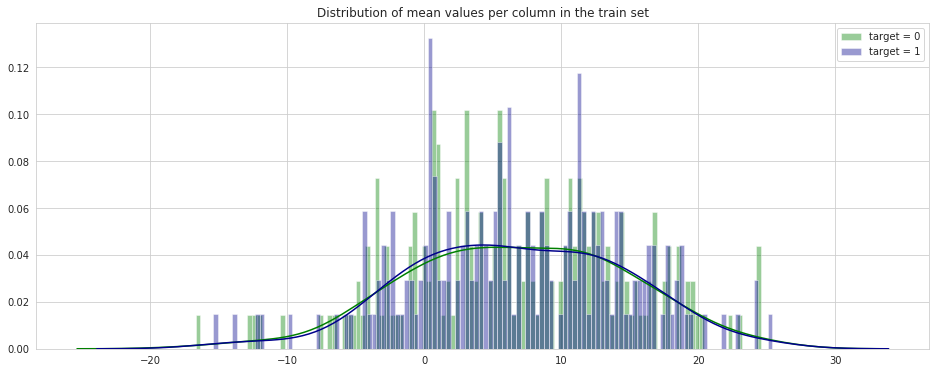 Distribution of mean values per column in the train set
target = 0
target = 1
0.12
0.10
0.08
0.06
0.04
0.02
0.00
−20 −10 0 10 20 30